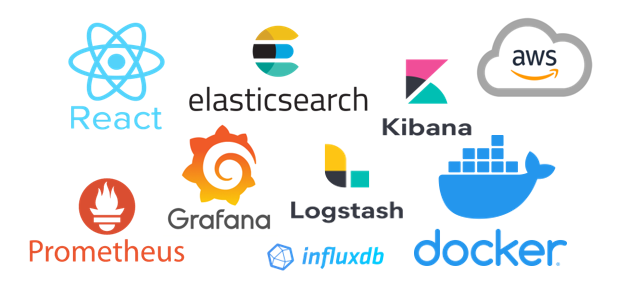 React
elasticsearch
Kibana
aws
Grafana
Logstash
Prometheus
influxdb
docker